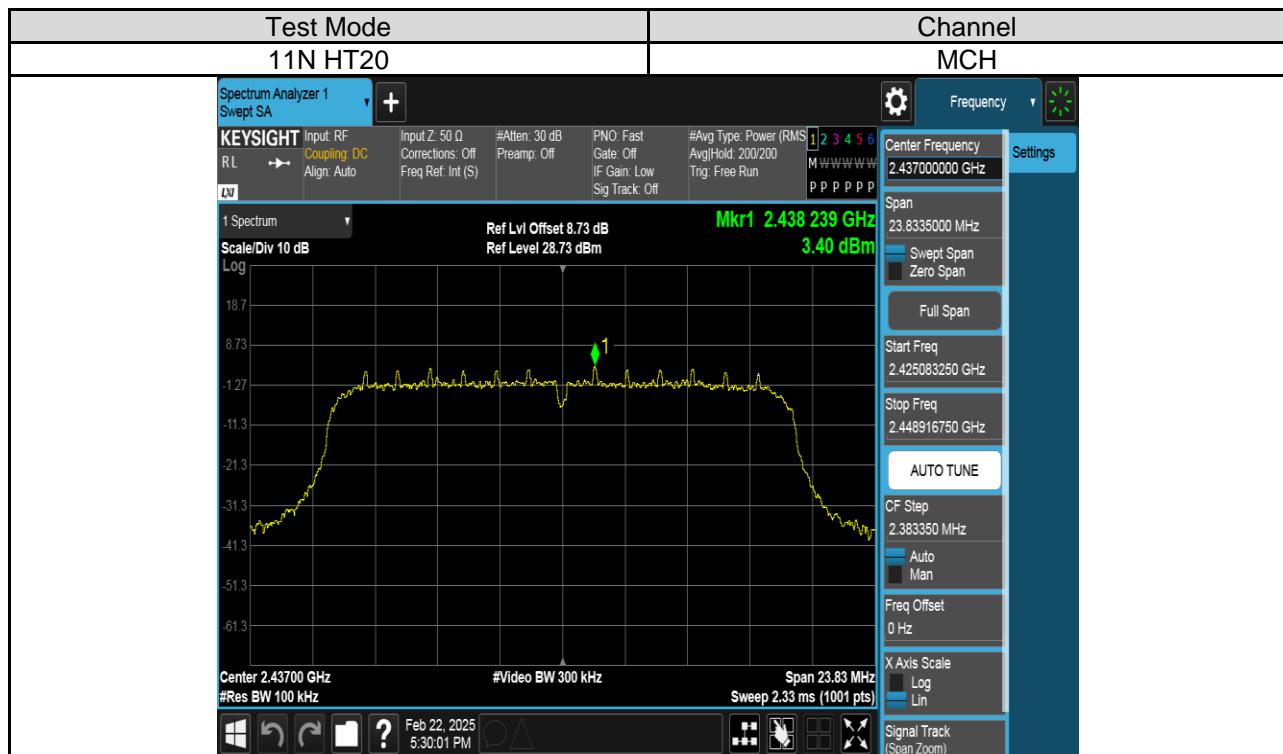 Test Mode
Channel
11N HT20
MCH
Spectrum Analyzer 1
Swept SA
+
Frequency
KEYSIGHT
R L
LXI
Input: RF
Coupling: DC
Align: Auto
Input Z: 50 Ω
Corrections: Off
Freq Ref: Int (S)
#Atten: 30 dB
Preamp: Off
PNO: Fast
Gate: Off
IF Gain: Low
Sig Track: Off
#Avg Type: Power (RMS
Avg|Hold: 200/200
Trig: Free Run
1 2 3 4 5 6
M W W W W W
P P P P P P
1 Spectrum
Scale/Div 10 dB
Ref Lvl Offset 8.73 dB
Ref Level 28.73 dBm
Mkr1 2.438 239 GHz
3.40 dBm
Log
18.7
8.73
-1.27
-11.3
-21.3
-31.3
-41.3
-51.3
-61.3
1
Center 2.43700 GHz
#Res BW 100 kHz
#Video BW 300 kHz
Span 23.83 MHz
Sweep 2.33 ms (1001 pts)
Center Frequency
2.437000000 GHz
Settings
Span
23.8335000 MHz
Swept Span
Zero Span
Full Span
Start Freq
2.425083250 GHz
Stop Freq
2.448916750 GHz
AUTO TUNE
CF Step
2.383350 MHz
Auto
Man
Freq Offset
0 Hz
X Axis Scale
Log
Lin
Signal Track
(Span Zoom)
?
Feb 22, 2025
5:30:01 PM